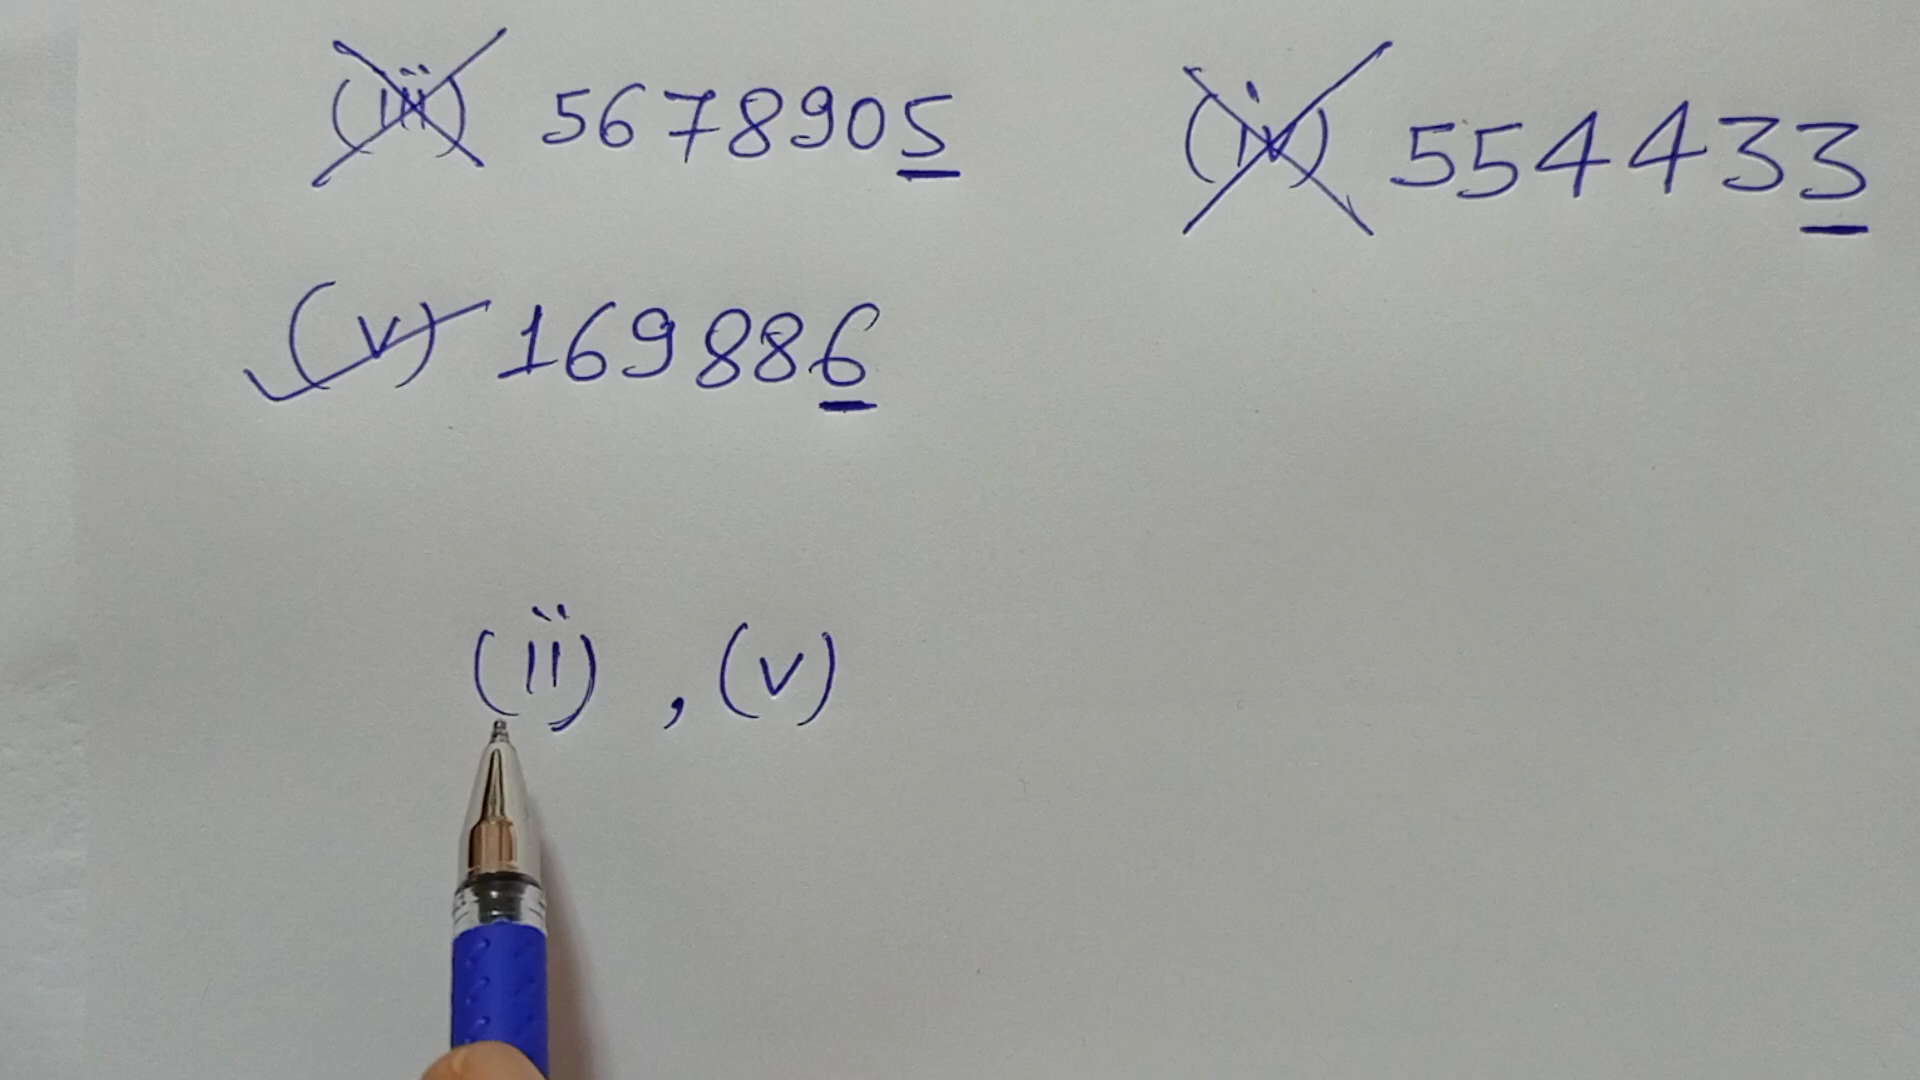 (iii) 5678905 (iv) 554433
(v) 169886
(ii) , (v)